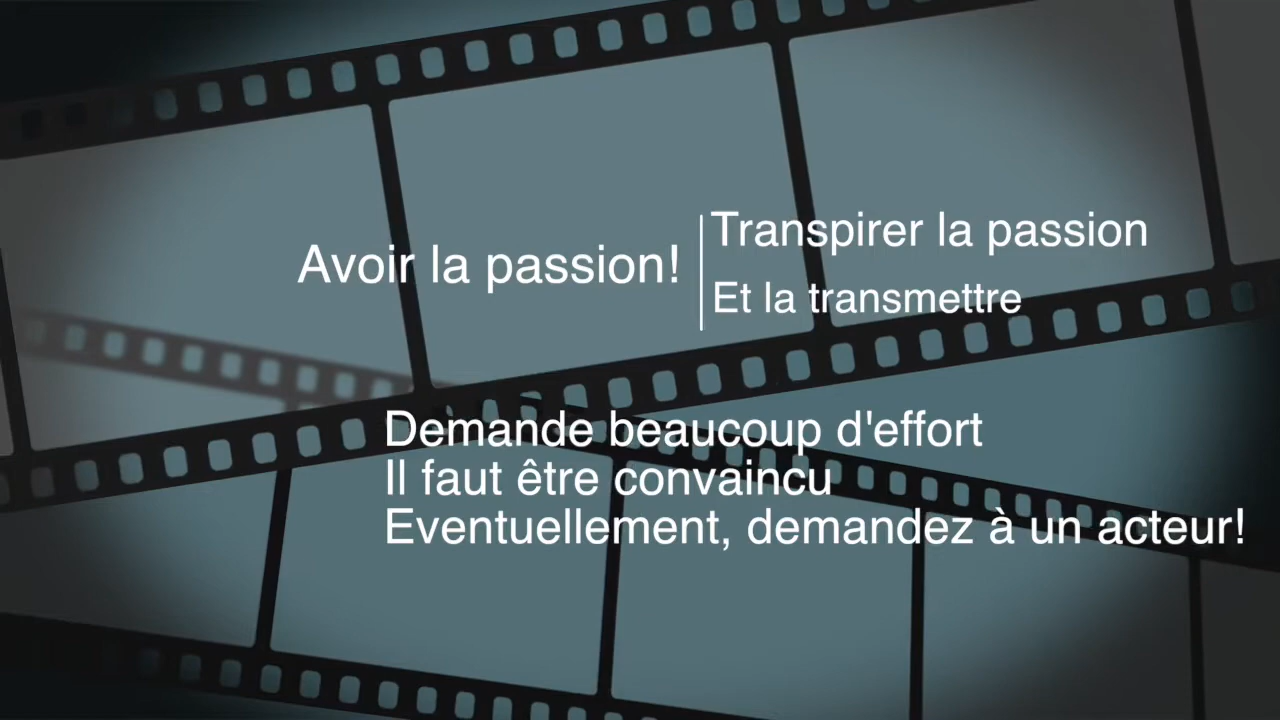 Avoir la passion!
Transpirer la passion
Et la transmettre
Demande beaucoup d'effort
Il faut être convaincu
Eventuellement, demandez à un acteur!